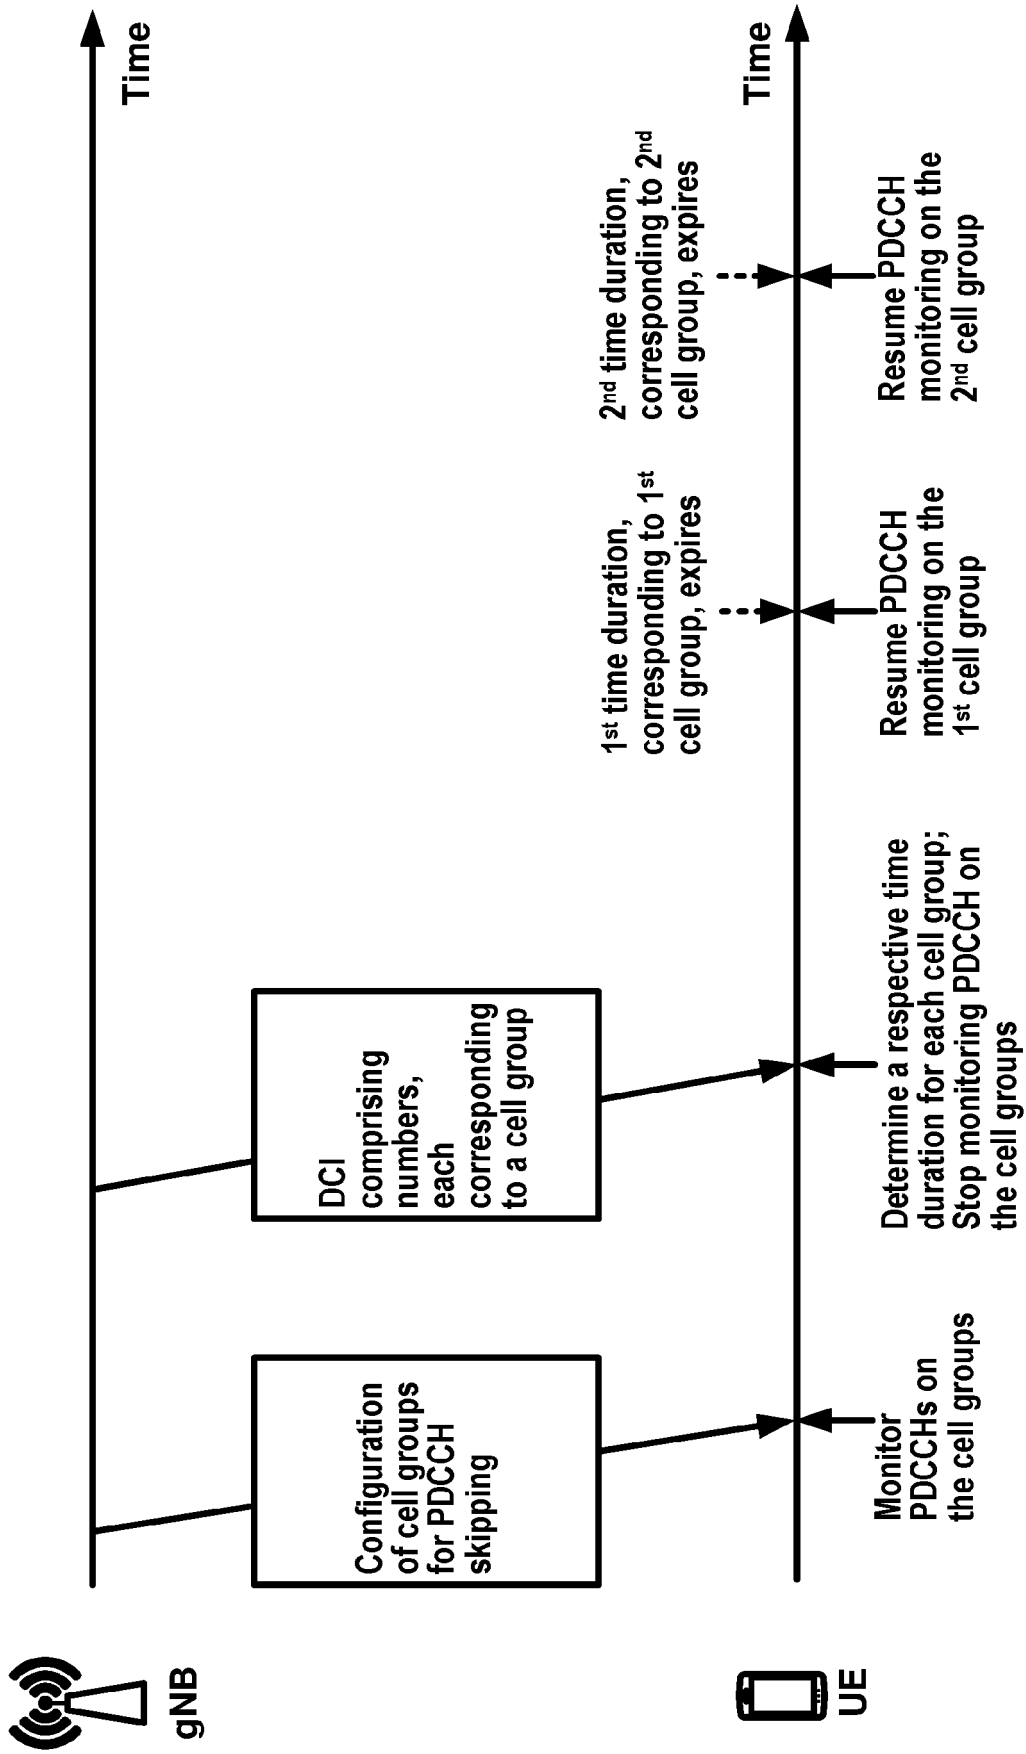 gNB
Time
Configuration
of cell groups
for PDCCH
skipping
DCI
comprising
numbers,
each
corresponding
to a cell group
1st time duration,
corresponding to 1st
cell group, expires
2nd time duration,
corresponding to 2nd
cell group, expires
UE
Time
Monitor
PDCCHs on
the cell groups
Determine a respective time
duration for each cell group;
Stop monitoring PDCCH on
the cell groups
Resume PDCCH
monitoring on the
1st cell group
Resume PDCCH
monitoring on the
2nd cell group